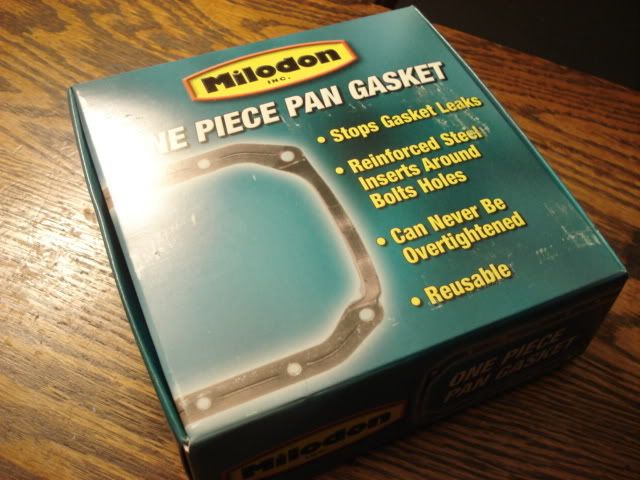 Milodon
INC.
ONE PIECE PAN GASKET
• Stops Gasket Leaks
• Reinforced Steel
Inserts Around
Bolts Holes
• Can Never Be
Overtightened
• Reusable
ONE PIECE
PAN GASKET
Milodon